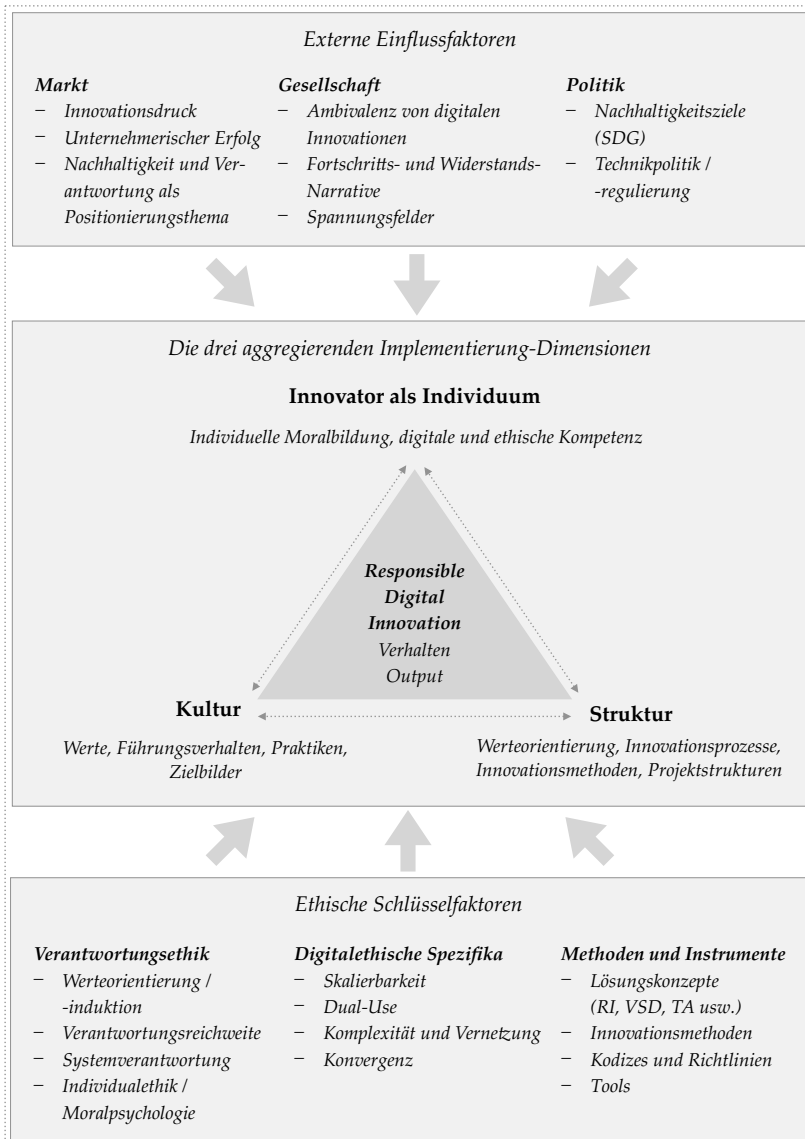 Externe Einflussfaktoren
Markt
– Innovationsdruck
– Unternehmerischer Erfolg
– Nachhaltigkeit und Ver-
antwortung als
Positionierungsthema
Gesellschaft
– Ambivalenz von digitalen
Innovationen
– Fortschritts- und Widerstands-
Narrative
– Spannungsfelder
Politik
– Nachhaltigkeitsziele
(SDG)
– Technikpolitik /
-regulierung
Die drei aggregierenden Implementierung-Dimensionen
Innovator als Individuum
Individuelle Moralbildung, digitale und ethische Kompetenz
Responsible
Digital
Innovation
Verhalten
Output
Kultur
Werte, Führungsverhalten, Praktiken,
Zielbilder
Struktur
Werteorientierung, Innovationsprozesse,
Innovationsmethoden, Projektstrukturen
Ethische Schlüsselfaktoren
Verantwortungsethik
– Werteorientierung /
-induktion
– Verantwortungsreichweite
– Systemverantwortung
– Individualethik /
Moralpsychologie
Digitalethische Spezifika
– Skalierbarkeit
– Dual-Use
– Komplexität und Vernetzung
– Konvergenz
Methoden und Instrumente
– Lösungskonzepte
(RI, VSD, TA usw.)
– Innovationsmethoden
– Kodizes und Richtlinien
– Tools